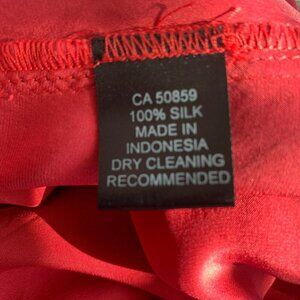 CA 50859
100% SILK
MADE IN
INDONESIA
DRY CLEANING
RECOMMENDED